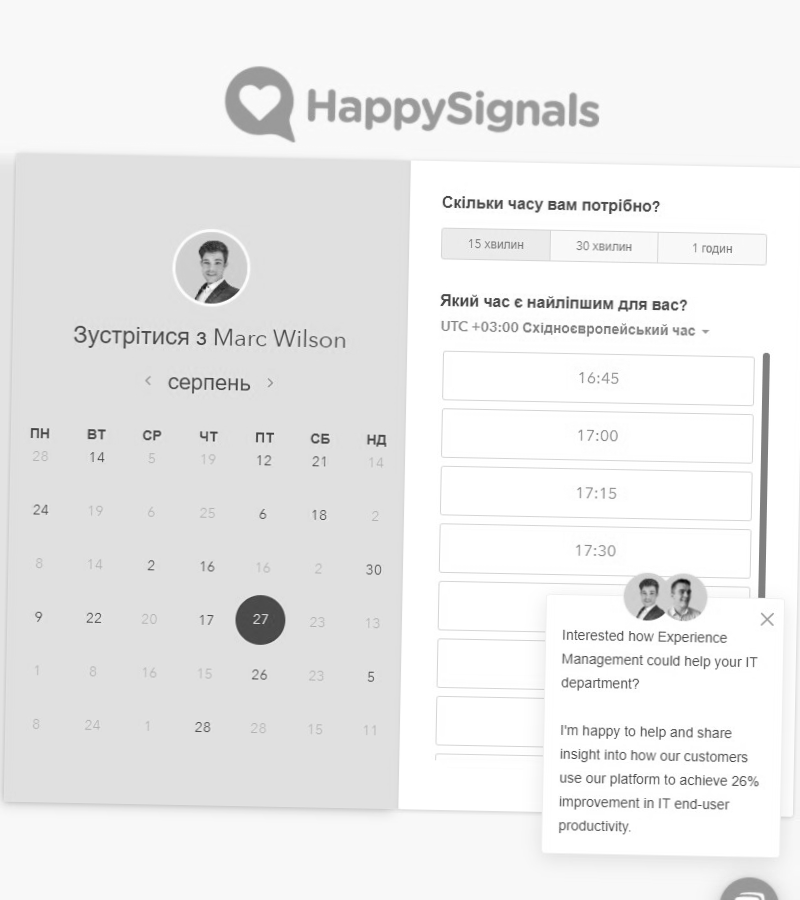 HappySignals
Зустрітися з Marc Wilson
серпень
ПН ВТ СР ЧТ ПТ СБ НД
28 14 5 19 12 21 14
24 19 6 25 6 18 2
8 14 2 16 16 2 30
9 22 20 17 27 23 13
1 8 16 15 26 23 5
8 24 1 28 28 15 11
Скільки часу вам потрібно?
15 хвилин 30 хвилин 1 годин
Який час є найліпшим для вас?
UTC +03:00 Східноєвропейський час
16:45
17:00
17:15
17:30
Interested how Experience
Management could help your IT
department?
I'm happy to help and share
insight into how our customers
use our platform to achieve 26%
improvement in IT end-user
productivity.